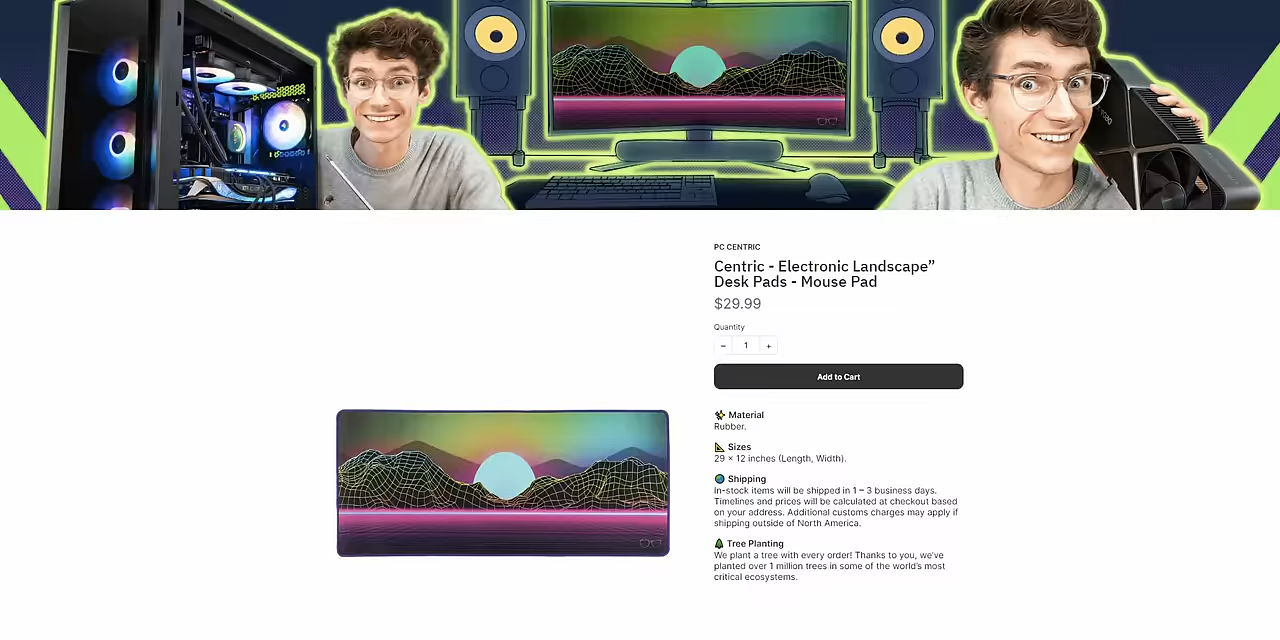 PC CENTRIC
Centric - Electronic Landscape”
Desk Pads - Mouse Pad
$29.99
Quantity
− 1 +
Add to Cart
Material
Rubber.
Sizes
29 × 12 inches (Length, Width).
Shipping
In-stock items will be shipped in 1 – 3 business days.
Timelines and prices will be calculated at checkout based
on your address. Additional customs charges may apply if
shipping outside of North America.
Tree Planting
We plant a tree with every order! Thanks to you, we’ve
planted over 1 million trees in some of the world’s most
critical ecosystems.